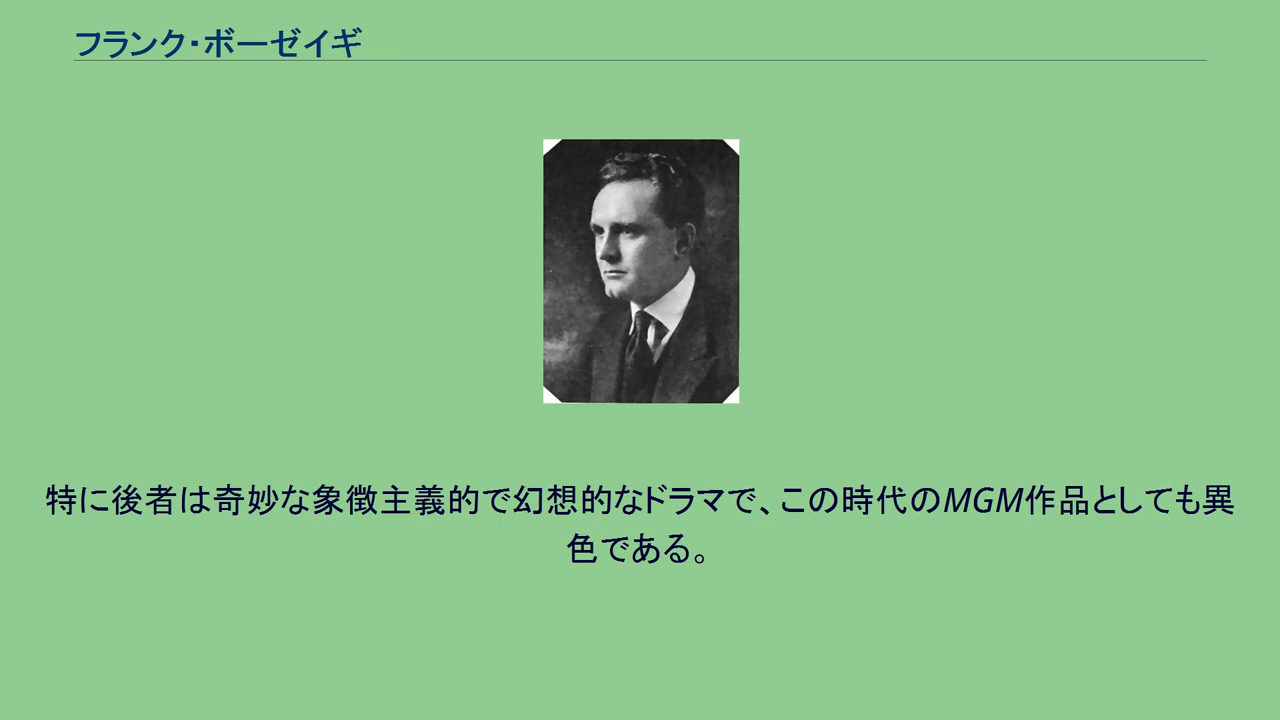 フランク・ボーゼイギ
特に後者は奇妙な象徴主義的で幻想的なドラマで、この時代のMGM作品としても異
色である。